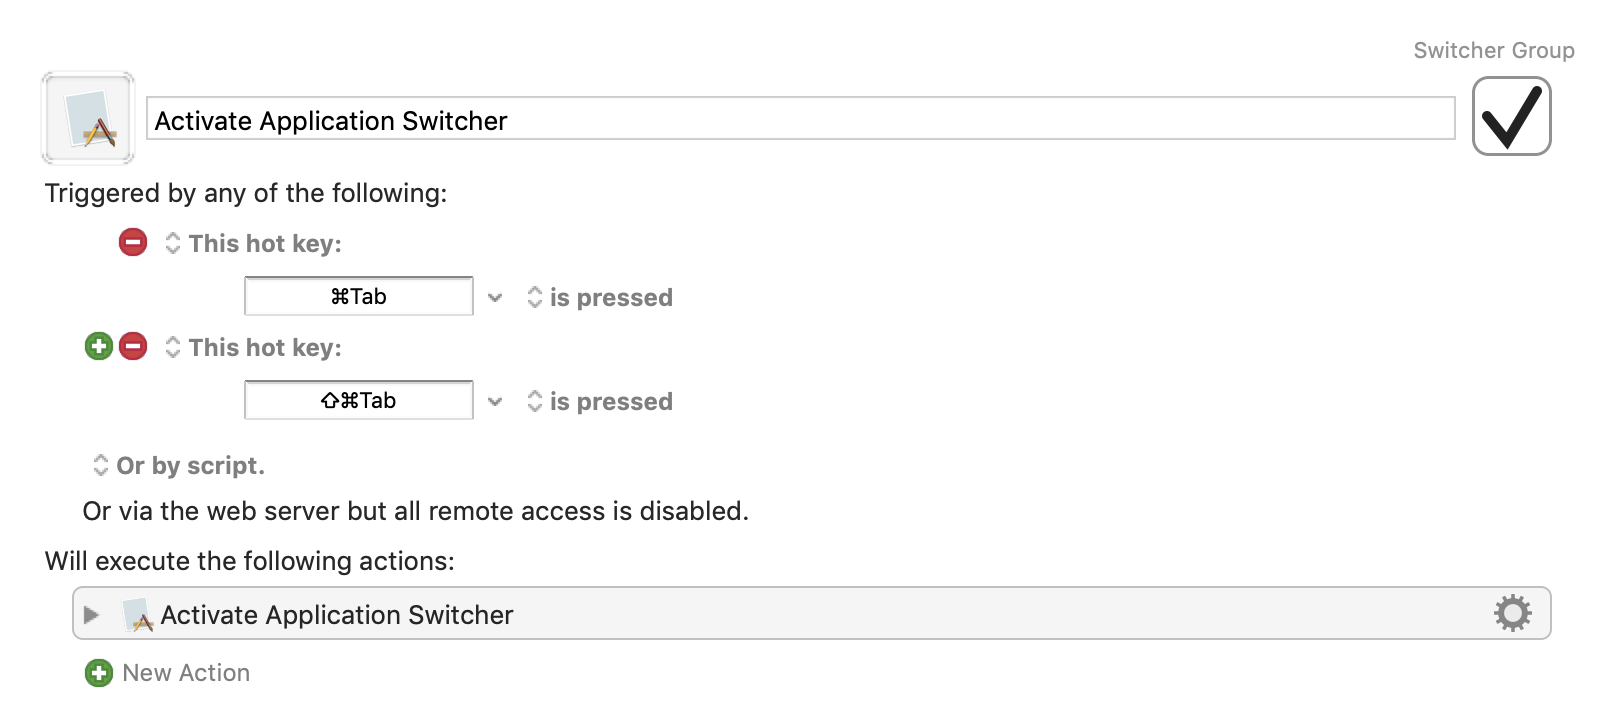 Switcher Group
Activate Application Switcher
Triggered by any of the following:
This hot key:
⌘Tab
is pressed
This hot key:
⇧⌘Tab
is pressed
Or by script.
Or via the web server but all remote access is disabled.
Will execute the following actions:
Activate Application Switcher
New Action